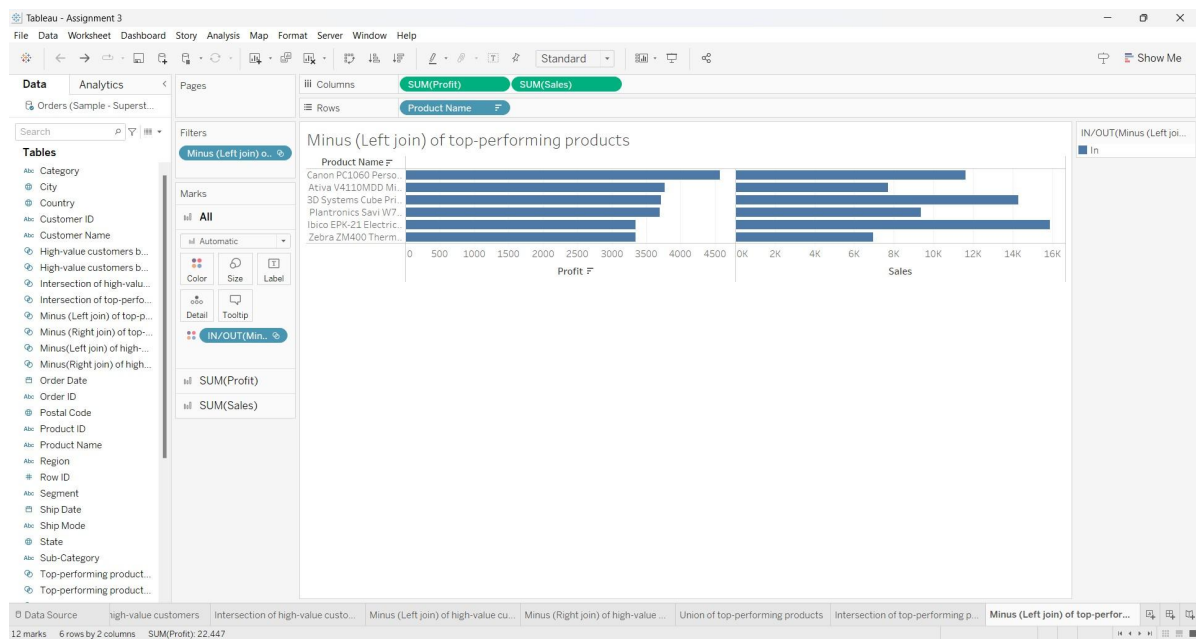 Tableau - Assignment 3
File Data Worksheet Dashboard Story Analysis Map Format Server Window Help
Standard
Show Me
Data Analytics
Orders (Sample - Superst...
Search
Tables
Abc Category
City
Country
Abc Customer ID
Abc Customer Name
High-value customers b...
High-value customers b...
Intersection of high-valu...
Intersection of top-perfo...
Minus (Left join) of top-p...
Minus (Right join) of top-...
Minus(Left join) of high-...
Minus(Right join) of high...
Order Date
Abc Order ID
Postal Code
Abc Product ID
Abc Product Name
Abc Region
# Row ID
Abc Segment
Ship Date
Abc Ship Mode
State
Abc Sub-Category
Top-performing product...
Top-performing product...
Pages
Filters
Minus (Left join) o..
Marks
All
Automatic
Color Size Label
Detail Tooltip
IN/OUT(Min..
SUM(Profit)
SUM(Sales)
Columns SUM(Profit) SUM(Sales)
Rows Product Name
Minus (Left join) of top-performing products
Product Name
Canon PC1060 Perso..
Ativa V4110MDD Mi..
3D Systems Cube Pri..
Plantronics Savi W7..
Ibico EPK-21 Electric..
Zebra ZM400 Therm..
0 500 1000 1500 2000 2500 3000 3500 4000 4500
Profit
0K 2K 4K 6K 8K 10K 12K 14K 16K
Sales
IN/OUT(Minus (Left joi...
In
Data Source high-value customers Intersection of high-value custo... Minus (Left join) of high-value cu... Minus (Right join) of high-value ... Union of top-performing products Intersection of top-performing p... Minus (Left join) of top-perfor...
12 marks 6 rows by 2 columns SUM(Profit): 22,447